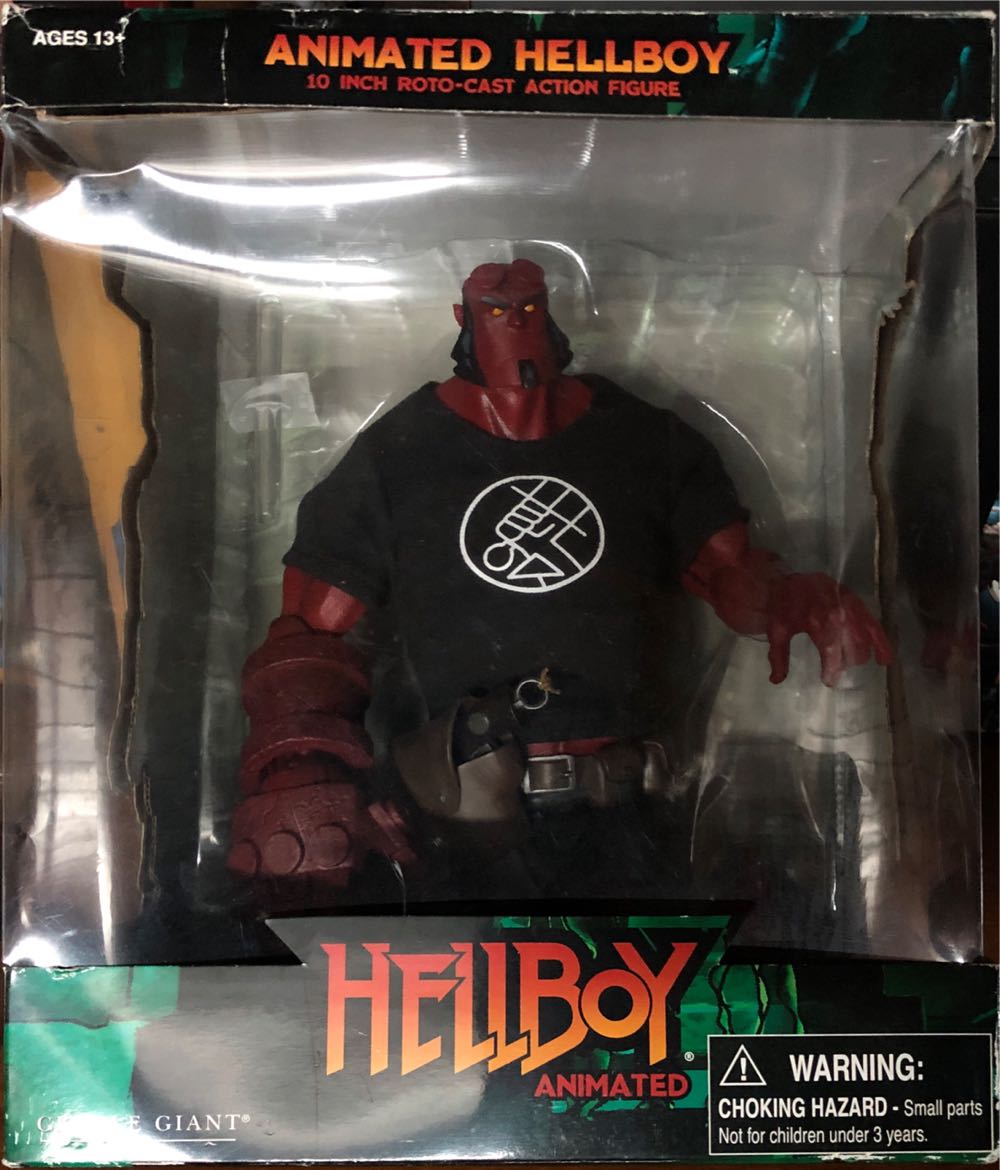 AGES 13+
ANIMATED HELLBOY™
10 INCH ROTO-CAST ACTION FIGURE
HELLBOY®
ANIMATED
GIANT®
⚠ WARNING:
CHOKING HAZARD - Small parts
Not for children under 3 years.